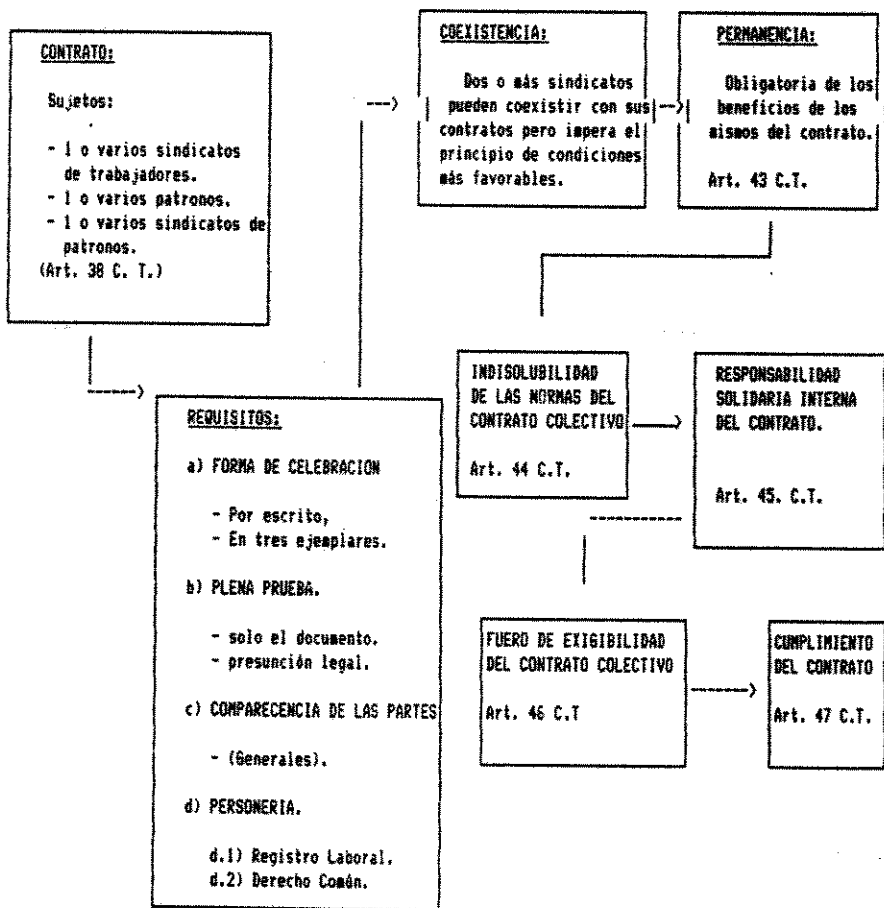 CONTRATO:
Sujetos:
- 1 o varios sindicatos
de trabajadores.
- 1 o varios patronos.
- 1 o varios sindicatos de
patronos.
(Art. 38 C. T.)
REQUISITOS:
a) FORMA DE CELEBRACION
- Por escrito,
- En tres ejemplares.
b) PLENA PRUEBA.
- solo el documento.
- presunción legal.
c) COMPARECENCIA DE LAS PARTES
- (Generales).
d) PERSONERIA.
d.1) Registro Laboral.
d.2) Derecho Común.
COEXISTENCIA:
Dos o más sindicatos
pueden coexistir con sus
contratos pero impera el
principio de condiciones
más favorables.
PERMANENCIA:
Obligatoria de los
beneficios de los
mismos del contrato.
Art. 43 C.T.
INDISOLUBILIDAD
DE LAS NORMAS DEL
CONTRATO COLECTIVO
Art. 44 C.T.
RESPONSABILIDAD
SOLIDARIA INTERNA
DEL CONTRATO.
Art. 45. C.T.
FUERO DE EXIGIBILIDAD
DEL CONTRATO COLECTIVO
Art. 46 C.T
CUMPLIMIENTO
DEL CONTRATO
Art. 47 C.T.